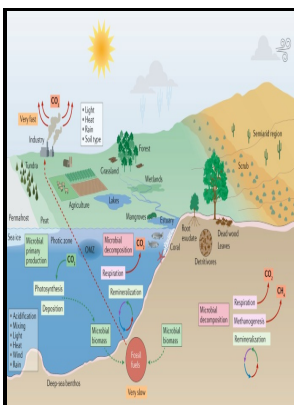 CO₂
Very fast
Industry
• Light
• Heat
• Rain
• Soil type
Semiarid region
Forest
Scrub
Tundra
Grassland
Wetlands
Agriculture
Lakes
Permafrost
Peat
Mangroves
Estuary
Root
exudate
Deadwood
Leaves
Sea ice
Photic zone
Coral
Detritivores
Microbial
primary
production
OMZ
Microbial
decomposition
CO₂
CO₂
Respiration
Photosynthesis
Remineralization
Deposition
CO₂
CH₄
Microbial
decomposition
Respiration
Methanogenesis
Remineralization
• Acidification
• Mixing
• Light
• Heat
• Wind
• Rain
Microbial
biomass
Fossil
fuels
Microbial
biomass
Deep-sea benthos
Very slow